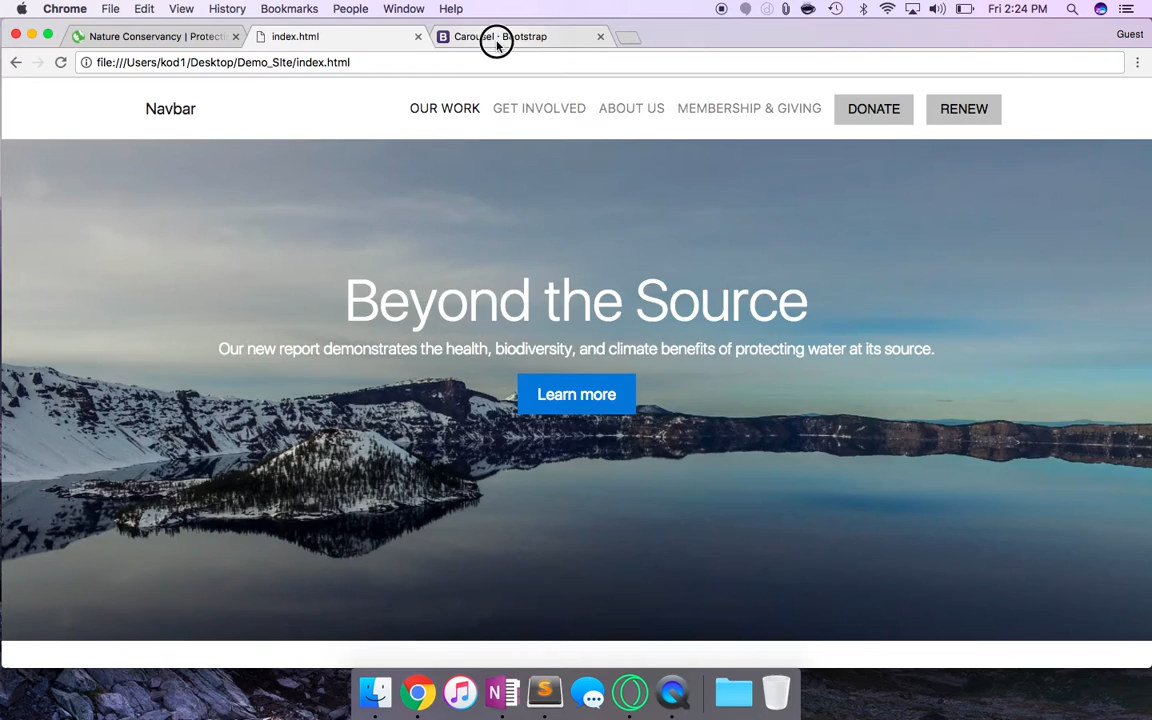 Chrome File Edit View History Bookmarks People Window Help Fri 2:24 PM
Nature Conservancy | Protecti index.html Carousel · Bootstrap Guest
file:///Users/kod1/Desktop/Demo_SIte/index.html
Navbar OUR WORK GET INVOLVED ABOUT US MEMBERSHIP & GIVING DONATE RENEW
Beyond the Source
Our new report demonstrates the health, biodiversity, and climate benefits of protecting water at its source.
Learn more